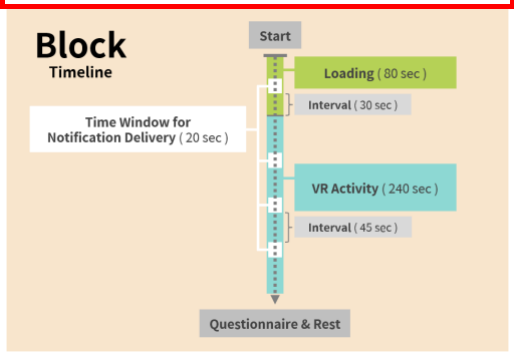 Block
Timeline
Start
Loading ( 80 sec )
Interval ( 30 sec )
Time Window for
Notification Delivery ( 20 sec )
VR Activity ( 240 sec )
Interval ( 45 sec )
Questionnaire & Rest